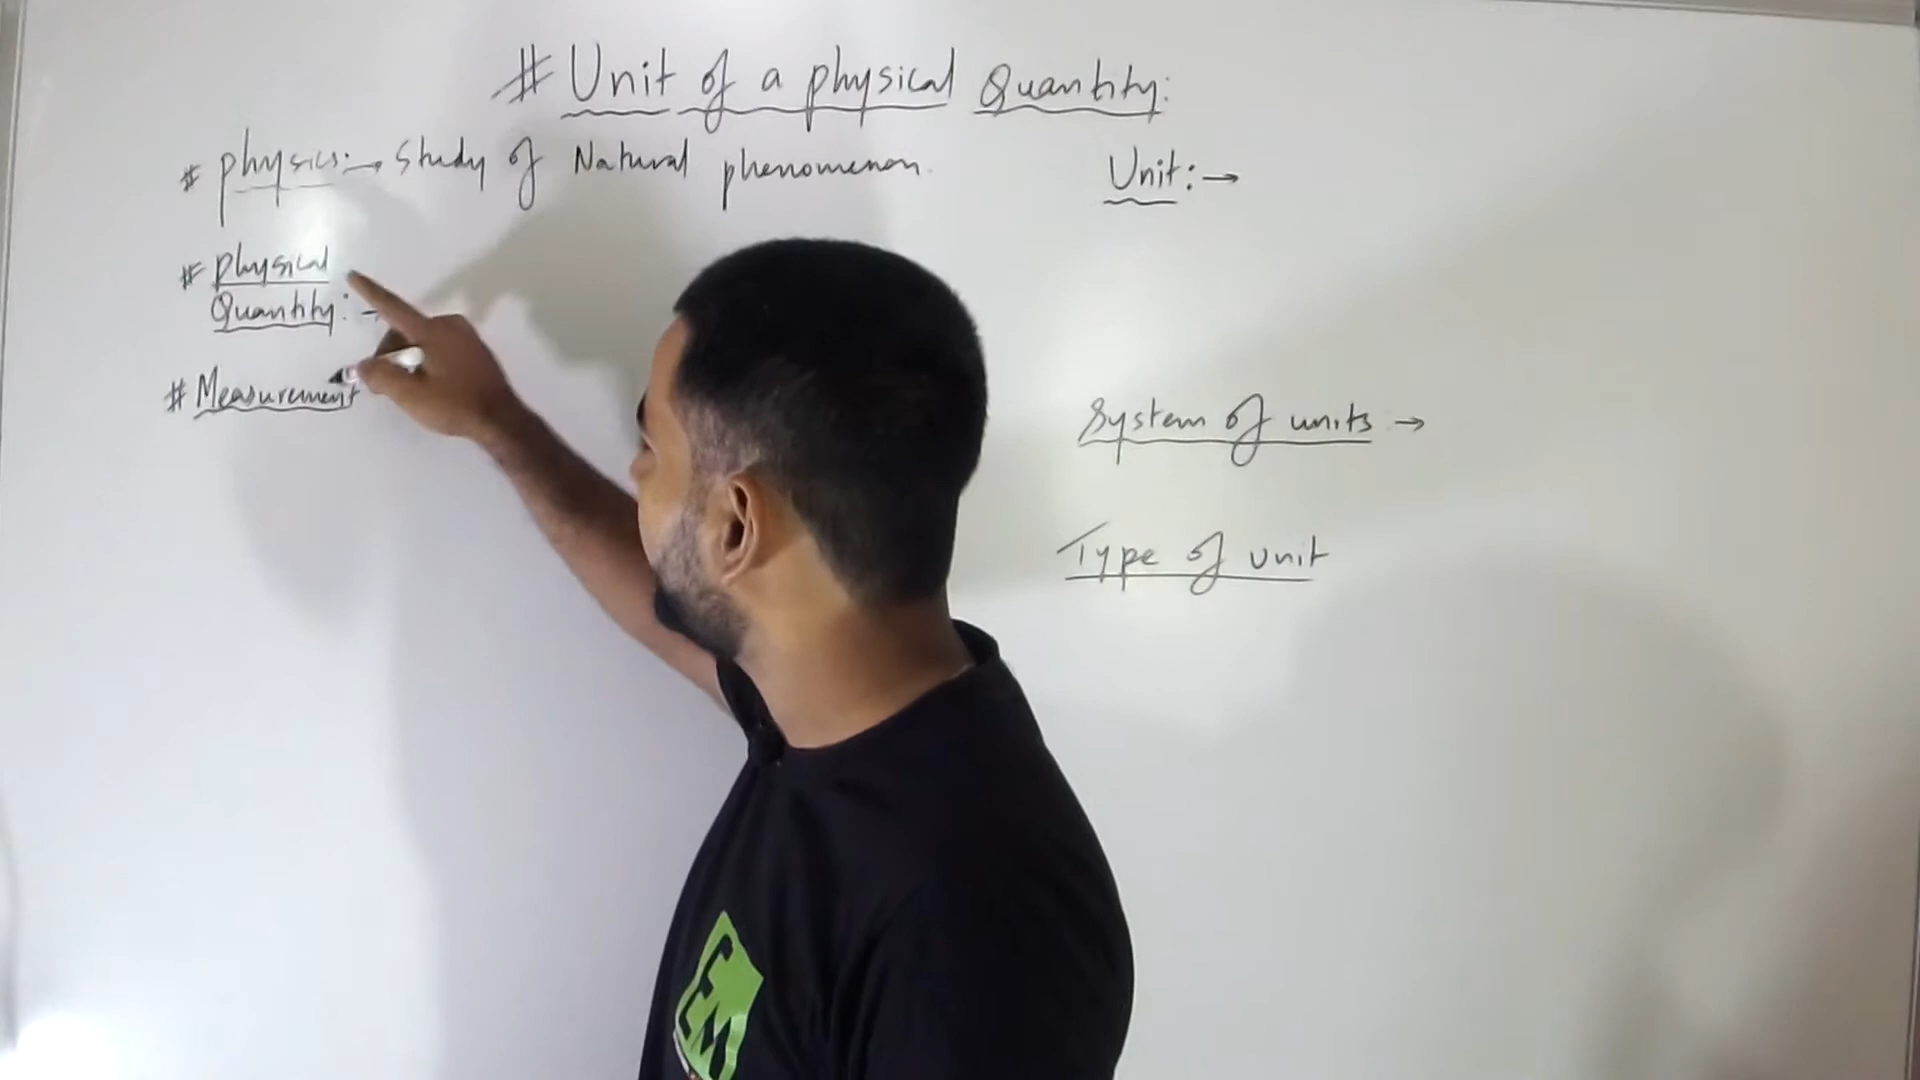 # Unit of a physical Quantity:
# physics:→ Study of Natural phenomenon.
# physical
Quantity: →
# Measurement
Unit:→
System of units →
Type of unit
EM